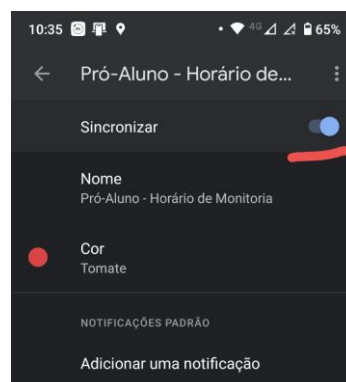 10:35 4G 65%
Pró-Aluno - Horário de...
Sincronizar
Nome
Pró-Aluno - Horário de Monitoria
Cor
Tomate
NOTIFICAÇÕES PADRÃO
Adicionar uma notificação